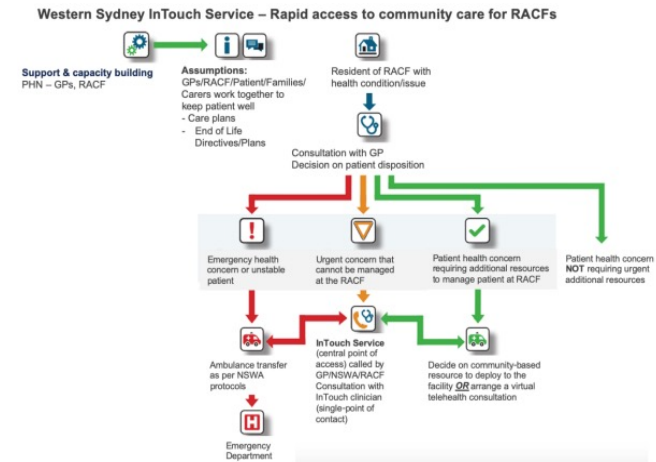 Western Sydney InTouch Service – Rapid access to community care for RACFs
Support & capacity building
PHN – GPs, RACF
Assumptions:
GPs/RACF/Patient/Families/
Carers work together to
keep patient well
- Care plans
- End of Life
Directives/Plans
Resident of RACF with
health condition/issue
Consultation with GP
Decision on patient disposition
Emergency health
concern or unstable
patient
Urgent concern that
cannot be managed
at the RACF
Patient health concern
requiring additional resources
to manage patient at RACF
Patient health concern
NOT requiring urgent
additional resources
Ambulance transfer
as per NSWA
protocols
InTouch Service
(central point of
access) called by
GP/NSWA/RACF
Consultation with
InTouch clinician
(single-point of
contact)
Decide on community-based
resource to deploy to the
facility OR arrange a virtual
telehealth consultation
H
Emergency
Department